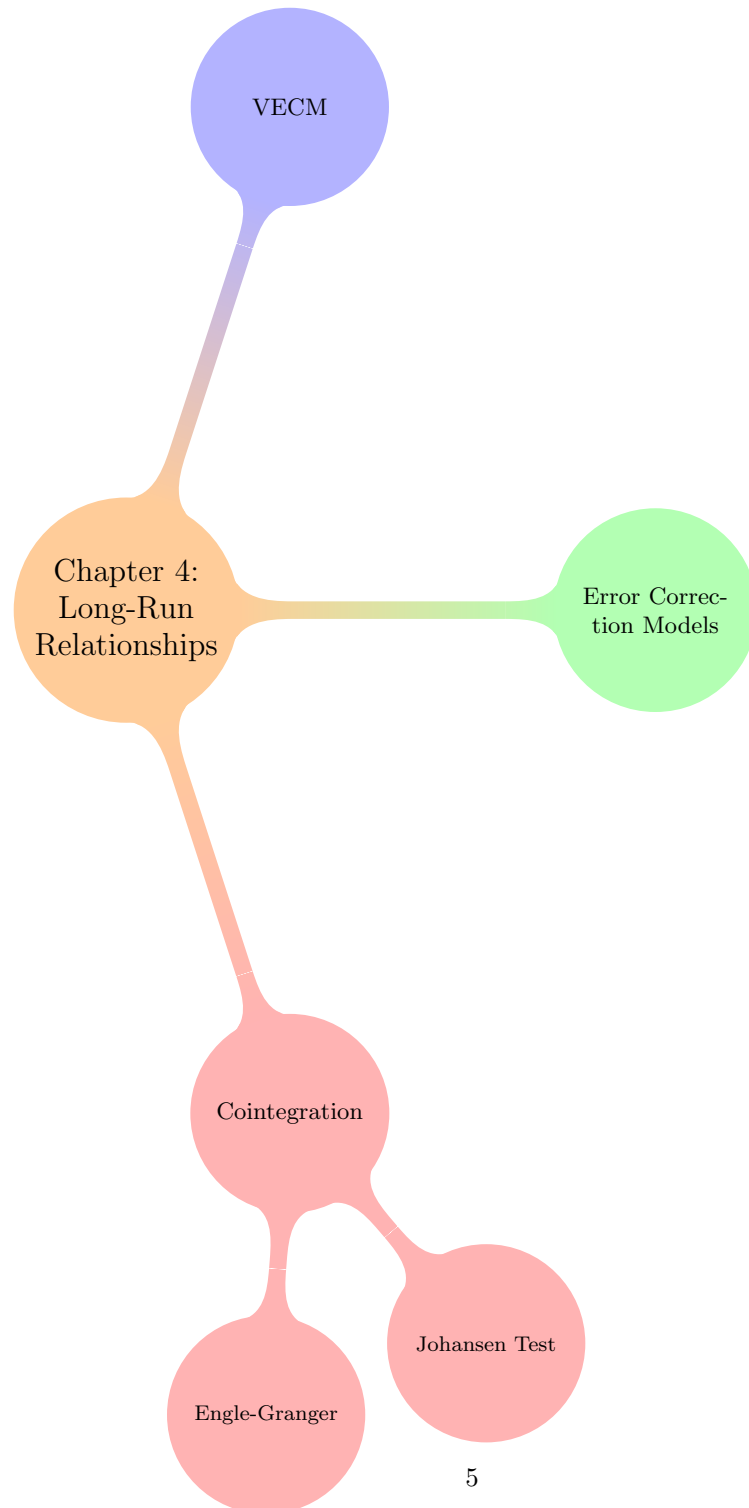 VECM
Chapter 4:
Long-Run
Relationships
Error Correc-
tion Models
Cointegration
Johansen Test
Engle-Granger
5